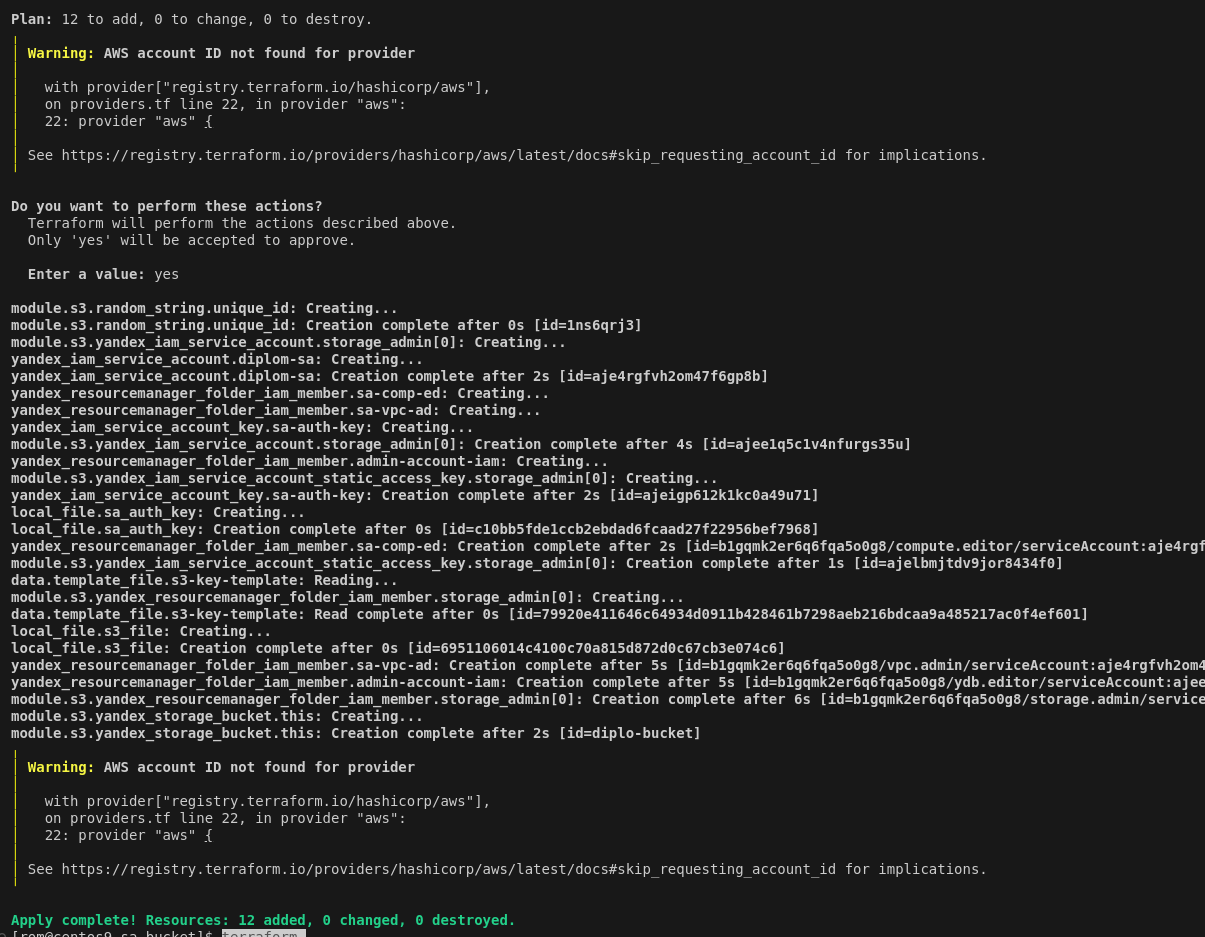 Plan: 12 to add, 0 to change, 0 to destroy.
Warning: AWS account ID not found for provider
with provider["registry.terraform.io/hashicorp/aws"],
on providers.tf line 22, in provider "aws":
22: provider "aws" {
See https://registry.terraform.io/providers/hashicorp/aws/latest/docs#skip_requesting_account_id for implications.
Do you want to perform these actions?
Terraform will perform the actions described above.
Only 'yes' will be accepted to approve.
Enter a value: yes
module.s3.random_string.unique_id: Creating...
module.s3.random_string.unique_id: Creation complete after 0s [id=1ns6qrj3]
module.s3.yandex_iam_service_account.storage_admin[0]: Creating...
yandex_iam_service_account.diplom-sa: Creating...
yandex_iam_service_account.diplom-sa: Creation complete after 2s [id=aje4rgfvh2om47f6gp8b]
yandex_resourcemanager_folder_iam_member.sa-comp-ed: Creating...
yandex_resourcemanager_folder_iam_member.sa-vpc-ad: Creating...
yandex_iam_service_account_key.sa-auth-key: Creating...
module.s3.yandex_iam_service_account.storage_admin[0]: Creation complete after 4s [id=ajee1q5c1v4nfurgs35u]
yandex_resourcemanager_folder_iam_member.admin-account-iam: Creating...
module.s3.yandex_iam_service_account_static_access_key.storage_admin[0]: Creating...
yandex_iam_service_account_key.sa-auth-key: Creation complete after 2s [id=ajeigp612k1kc0a49u71]
local_file.sa_auth_key: Creating...
local_file.sa_auth_key: Creation complete after 0s [id=c10bb5fde1ccb2ebdad6fcaad27f22956bef7968]
yandex_resourcemanager_folder_iam_member.sa-comp-ed: Creation complete after 2s [id=b1gqmk2er6q6fqa5o0g8/compute.editor/serviceAccount:aje4rgf
module.s3.yandex_iam_service_account_static_access_key.storage_admin[0]: Creation complete after 1s [id=ajelbmjtdv9jor8434f0]
data.template_file.s3-key-template: Reading...
module.s3.yandex_resourcemanager_folder_iam_member.storage_admin[0]: Creating...
data.template_file.s3-key-template: Read complete after 0s [id=79920e411646c64934d0911b428461b7298aeb216bdcaa9a485217ac0f4ef601]
local_file.s3_file: Creating...
local_file.s3_file: Creation complete after 0s [id=6951106014c4100c70a815d872d0c67cb3e074c6]
yandex_resourcemanager_folder_iam_member.sa-vpc-ad: Creation complete after 5s [id=b1gqmk2er6q6fqa5o0g8/vpc.admin/serviceAccount:aje4rgfvh2om4
yandex_resourcemanager_folder_iam_member.admin-account-iam: Creation complete after 5s [id=b1gqmk2er6q6fqa5o0g8/ydb.editor/serviceAccount:ajee
module.s3.yandex_resourcemanager_folder_iam_member.storage_admin[0]: Creation complete after 6s [id=b1gqmk2er6q6fqa5o0g8/storage.admin/service
module.s3.yandex_storage_bucket.this: Creating...
module.s3.yandex_storage_bucket.this: Creation complete after 2s [id=diplo-bucket]
Warning: AWS account ID not found for provider
with provider["registry.terraform.io/hashicorp/aws"],
on providers.tf line 22, in provider "aws":
22: provider "aws" {
See https://registry.terraform.io/providers/hashicorp/aws/latest/docs#skip_requesting_account_id for implications.
Apply complete! Resources: 12 added, 0 changed, 0 destroyed.
[rom@centos9 sa_bucket]$ terraform